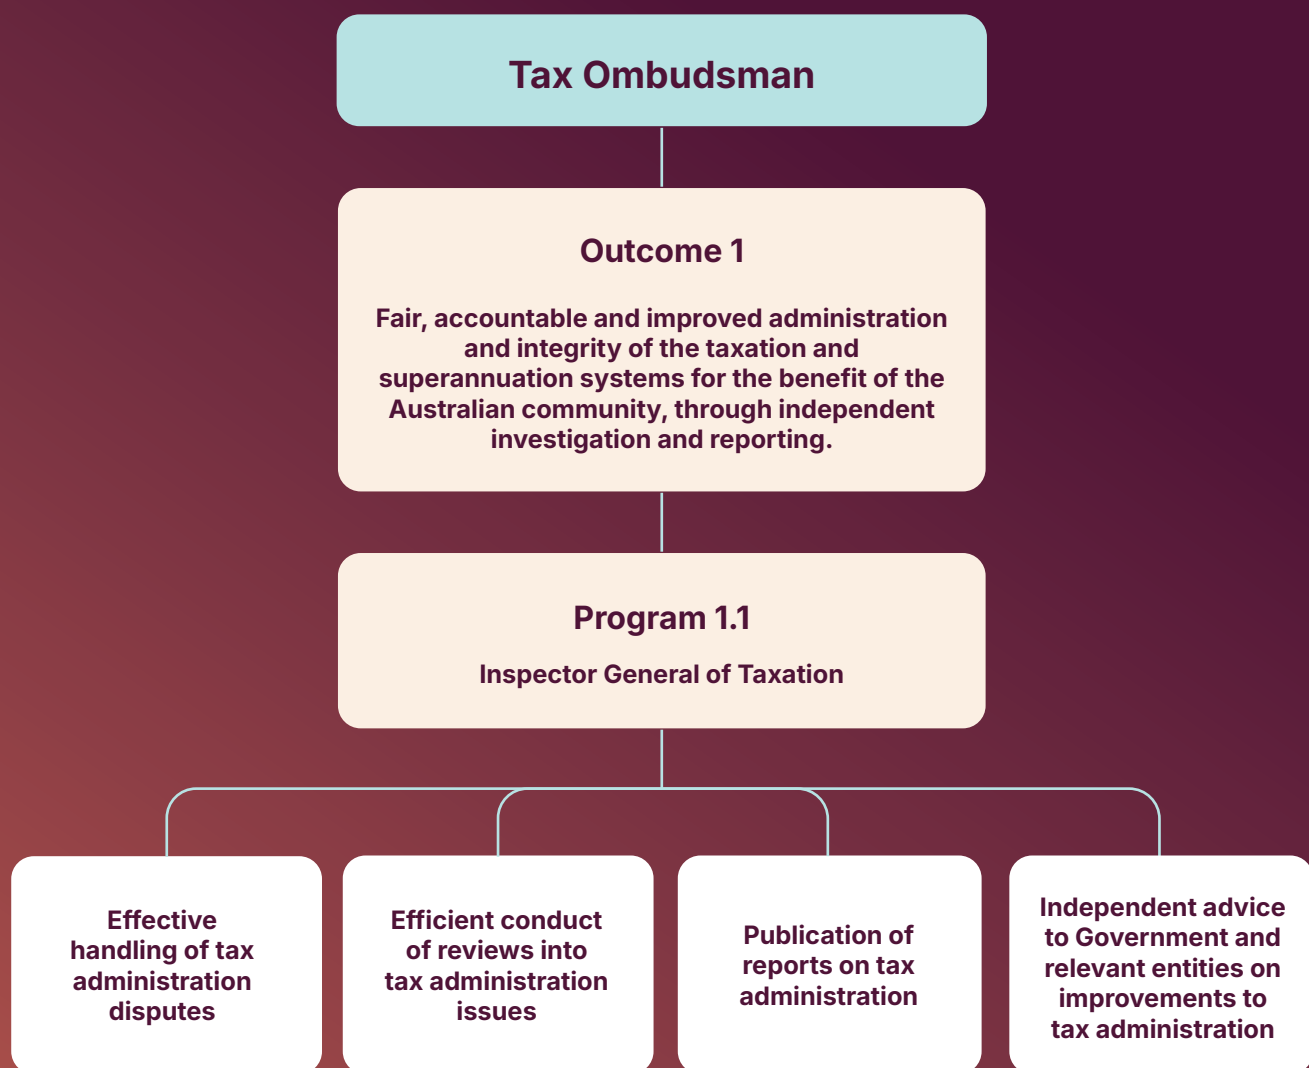 Tax Ombudsman
Outcome 1
Fair, accountable and improved administration
and integrity of the taxation and
superannuation systems for the benefit of the
Australian community, through independent
investigation and reporting.
Program 1.1
Inspector General of Taxation
Effective
handling of tax
administration
disputes
Efficient conduct
of reviews into
tax administration
issues
Publication of
reports on tax
administration
Independent advice
to Government and
relevant entities on
improvements to
tax administration